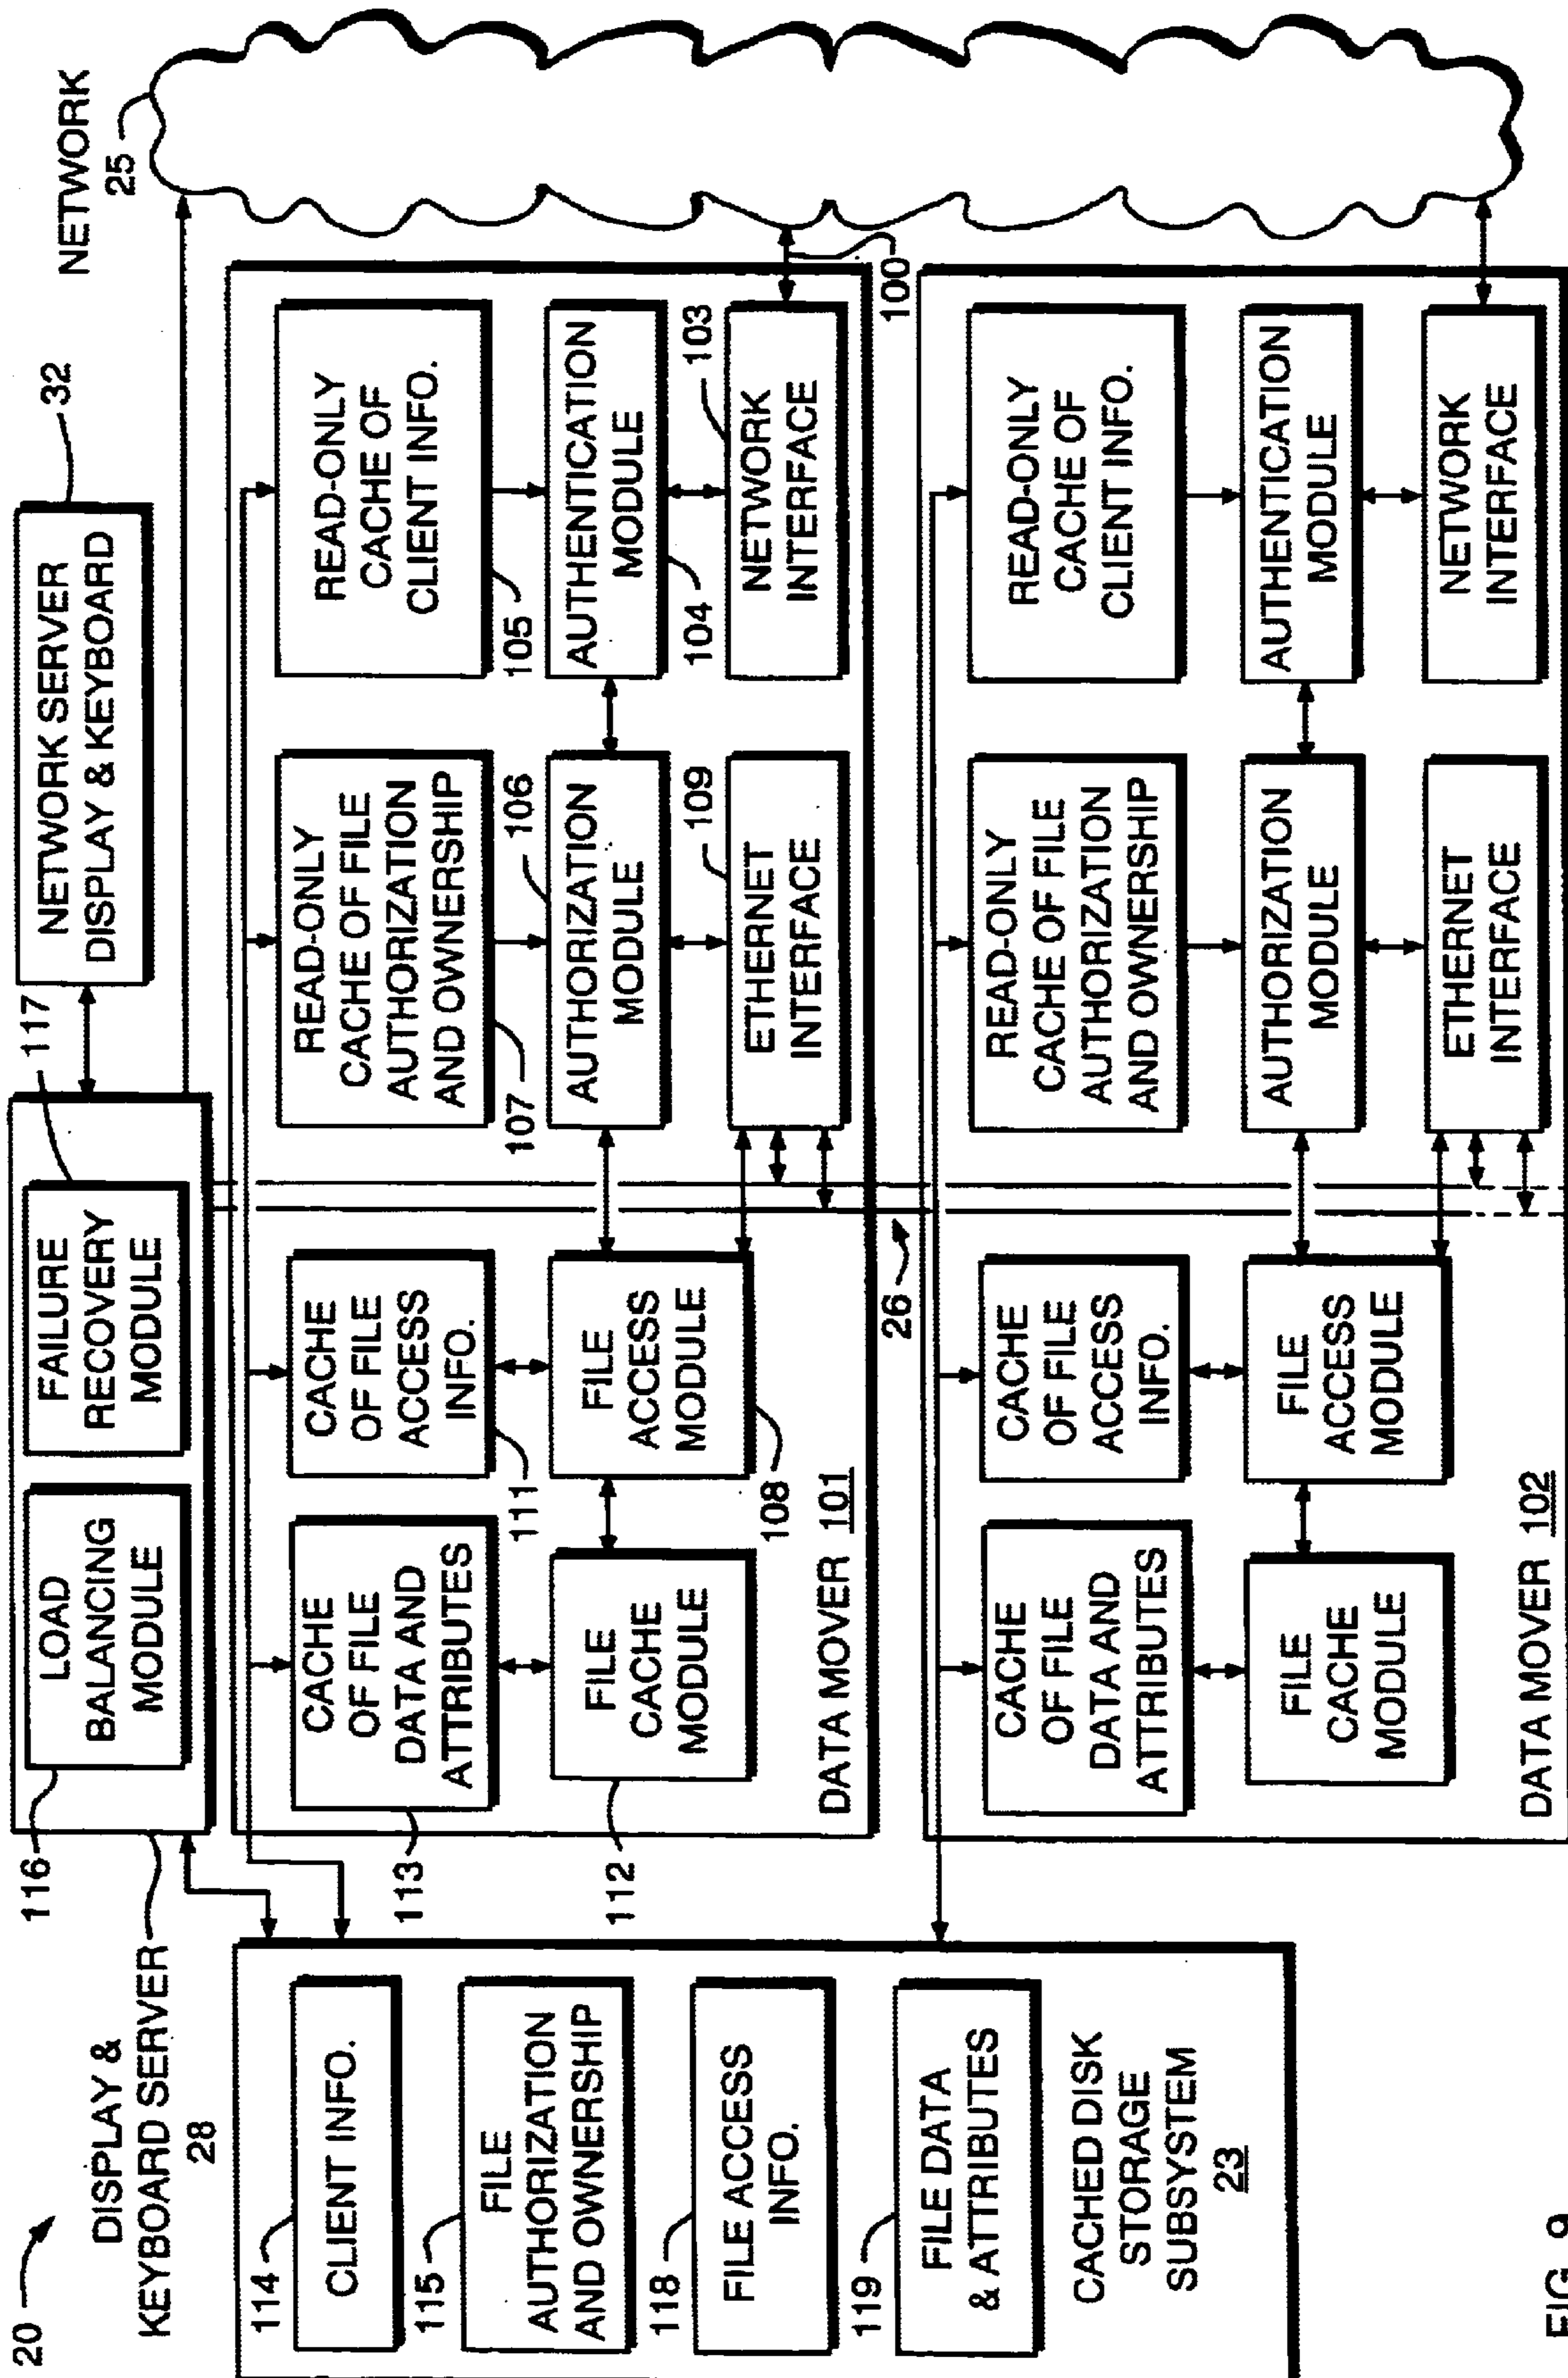 20
DISPLAY &
KEYBOARD SERVER
28
116
LOAD
BALANCING
MODULE
FAILURE
RECOVERY
MODULE
117
NETWORK SERVER
DISPLAY & KEYBOARD
32
NETWORK
25
114
CLIENT INFO.
115
FILE
AUTHORIZATION
AND OWNERSHIP
118
FILE ACCESS
INFO.
119
FILE DATA
& ATTRIBUTES
CACHED DISK
STORAGE
SUBSYSTEM
23
CACHE
OF FILE
DATA AND
ATTRIBUTES
113
CACHE
OF FILE
ACCESS
INFO.
111
READ-ONLY
CACHE OF FILE
AUTHORIZATION
AND OWNERSHIP
107
READ-ONLY
CACHE OF
CLIENT INFO.
105
FILE
CACHE
MODULE
112
FILE
ACCESS
MODULE
108
AUTHORIZATION
MODULE
106
AUTHENTICATION
MODULE
104
ETHERNET
INTERFACE
109
NETWORK
INTERFACE
103
DATA MOVER 101
100
26
CACHE
OF FILE
DATA AND
ATTRIBUTES
CACHE
OF FILE
ACCESS
INFO.
READ-ONLY
CACHE OF FILE
AUTHORIZATION
AND OWNERSHIP
READ-ONLY
CACHE OF
CLIENT INFO.
FILE
CACHE
MODULE
FILE
ACCESS
MODULE
AUTHORIZATION
MODULE
AUTHENTICATION
MODULE
ETHERNET
INTERFACE
NETWORK
INTERFACE
DATA MOVER 102
FIG. 9